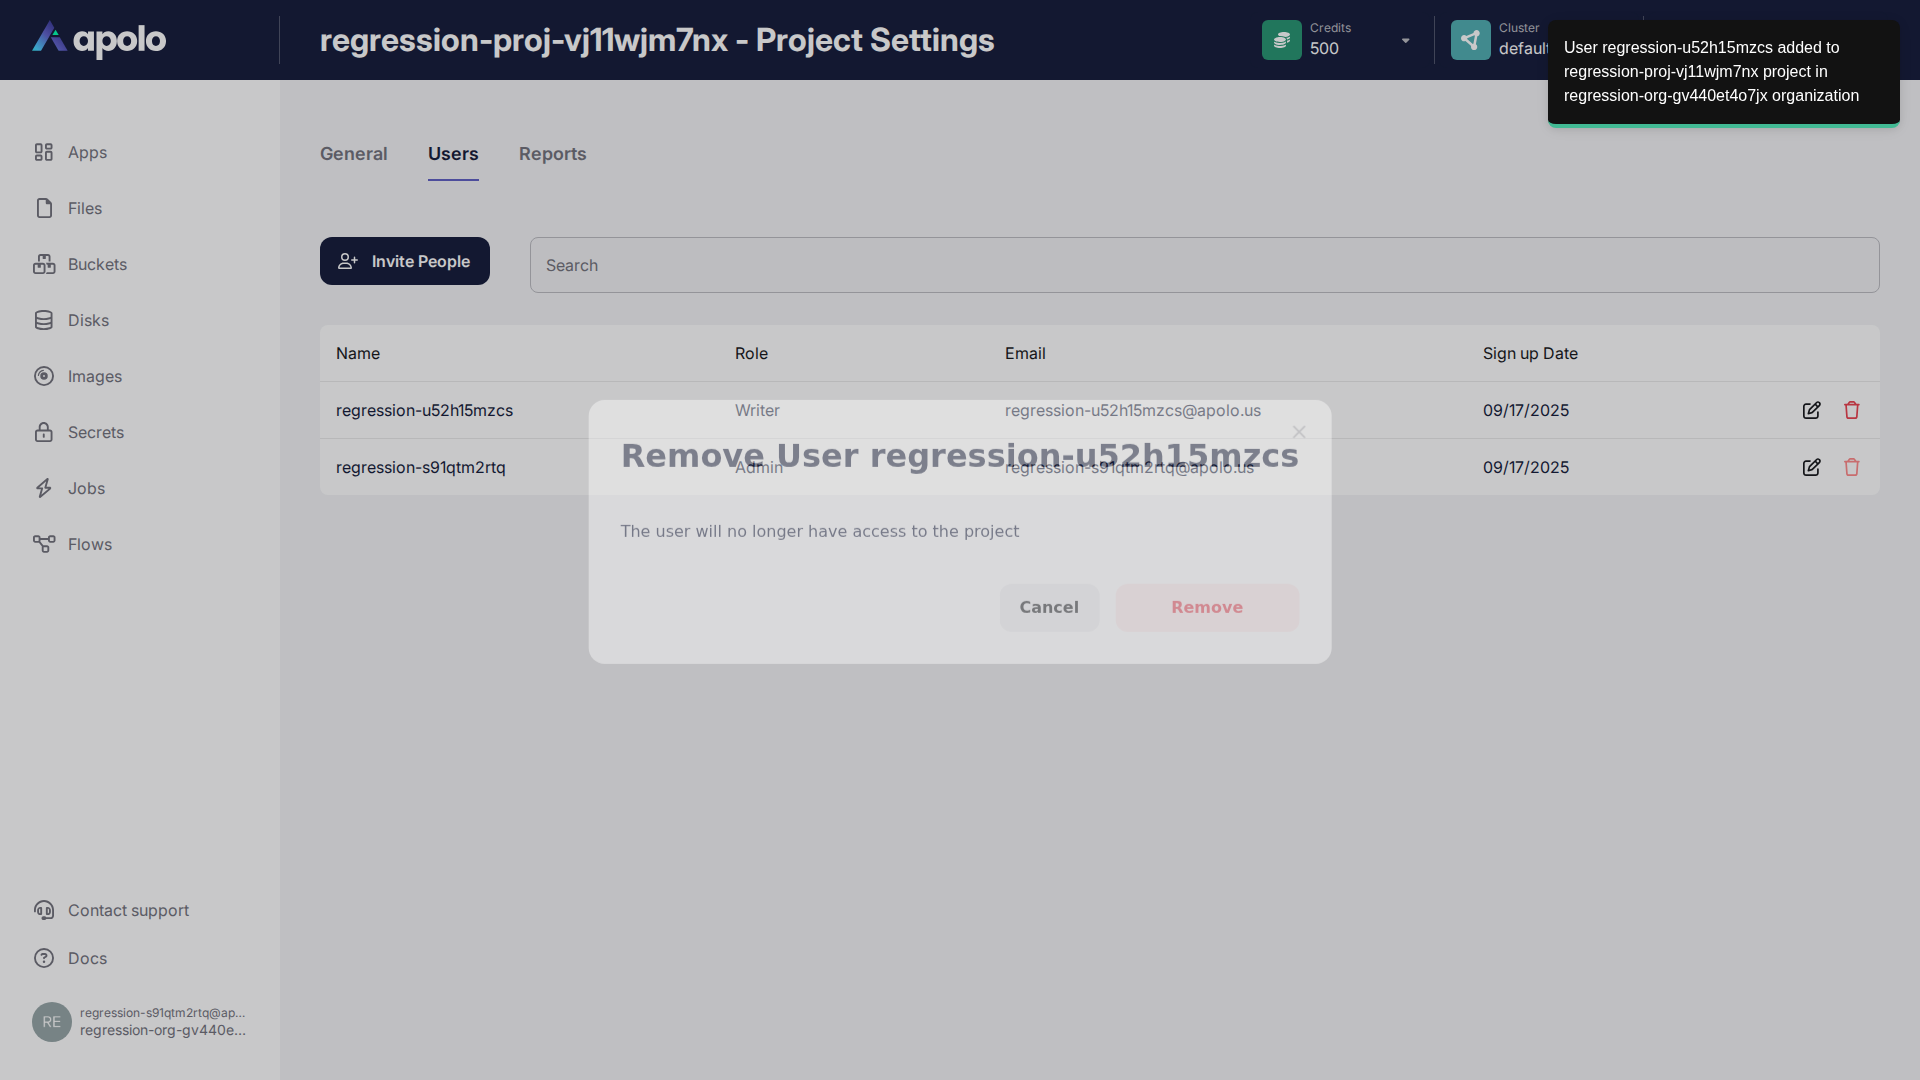 apolo
regression-proj-vj11wjm7nx - Project Settings
Credits
500
Cluster
default
User regression-u52h15mzcs added to
regression-proj-vj11wjm7nx project in
regression-org-gv440et4o7jx organization
Apps
Files
Buckets
Disks
Images
Secrets
Jobs
Flows
General Users Reports
Invite People
Search
Name Role Email Sign up Date
regression-u52h15mzcs Writer regression-u52h15mzcs@apolo.us 09/17/2025
regression-s91qtm2rtq Admin regression-s91qtm2rtq@apolo.us 09/17/2025
Remove User regression-u52h15mzcs
The user will no longer have access to the project
Cancel Remove
Contact support
Docs
RE
regression-s91qtm2rtq@ap...
regression-org-gv440e...